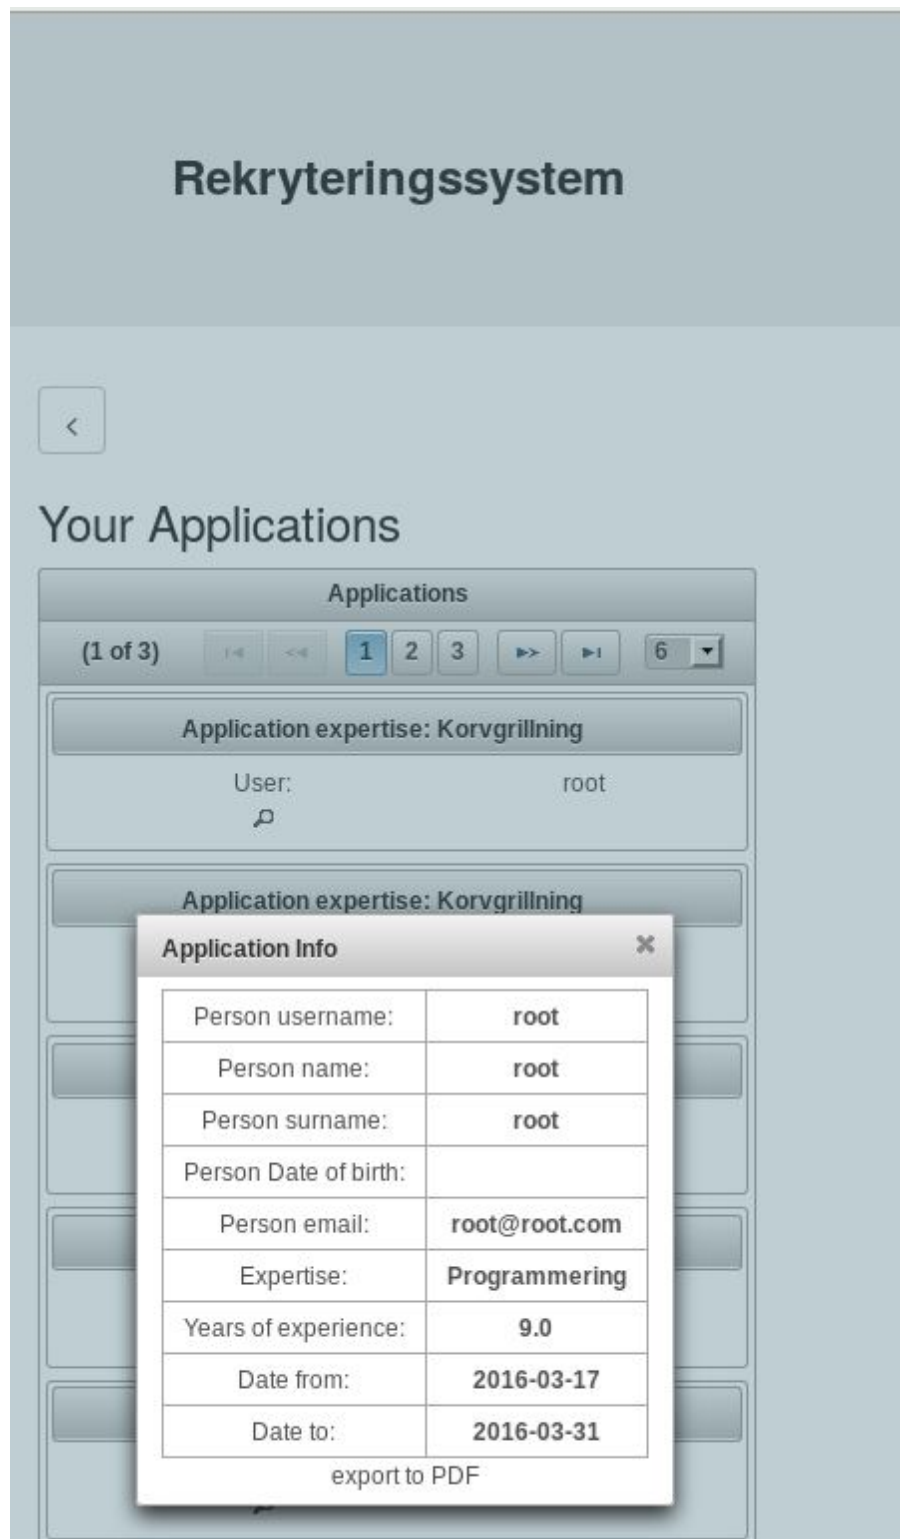 Rekryteringssystem
<
Your Applications
Applications
(1 of 3) 1 2 3 6
Application expertise: Korvgrillning
User: root
Application expertise: Korvgrillning
Application Info
Person username: root
Person name: root
Person surname: root
Person Date of birth:
Person email: root@root.com
Expertise: Programmering
Years of experience: 9.0
Date from: 2016-03-17
Date to: 2016-03-31
export to PDF